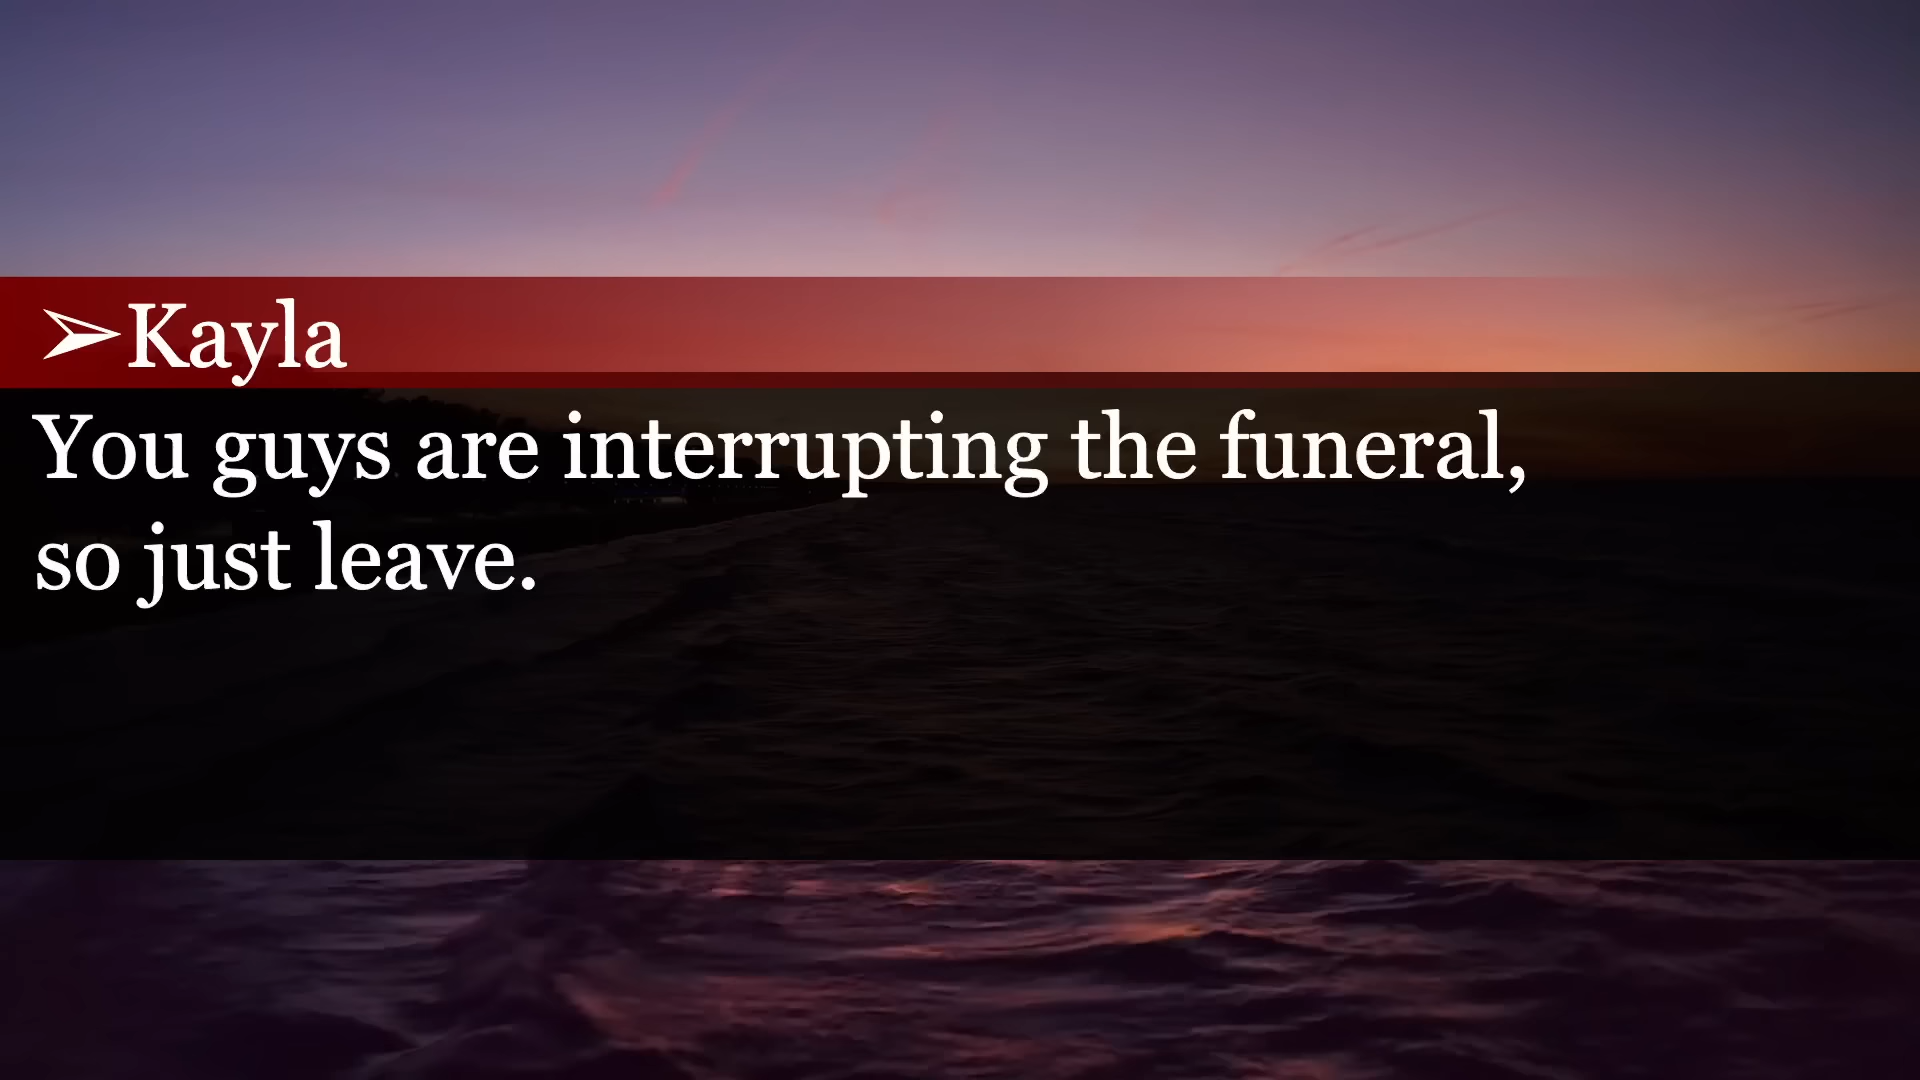 ➢Kayla
You guys are interrupting the funeral,
so just leave.